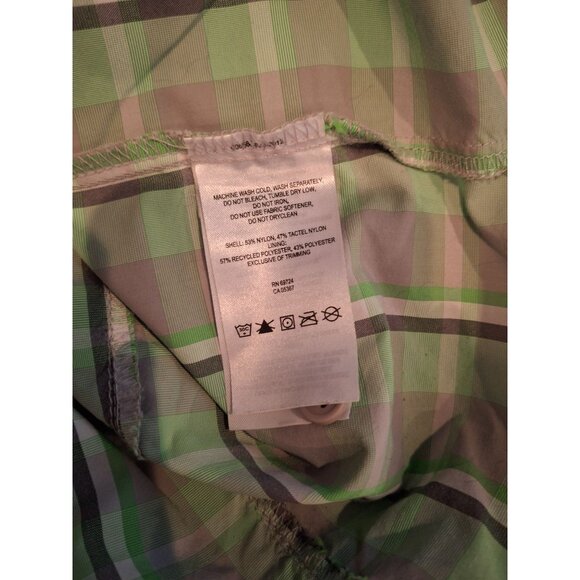 MACHINE WASH COLD, WASH SEPARATELY
DO NOT BLEACH, TUMBLE DRY LOW,
DO NOT IRON,
DO NOT USE FABRIC SOFTENER,
DO NOT DRYCLEAN
SHELL: 53% NYLON, 47% TACTEL NYLON
LINING:
57% RECYCLED POLYESTER, 43% POLYESTER
EXCLUSIVE OF TRIMMING
RN 69724
CA 05367
30C